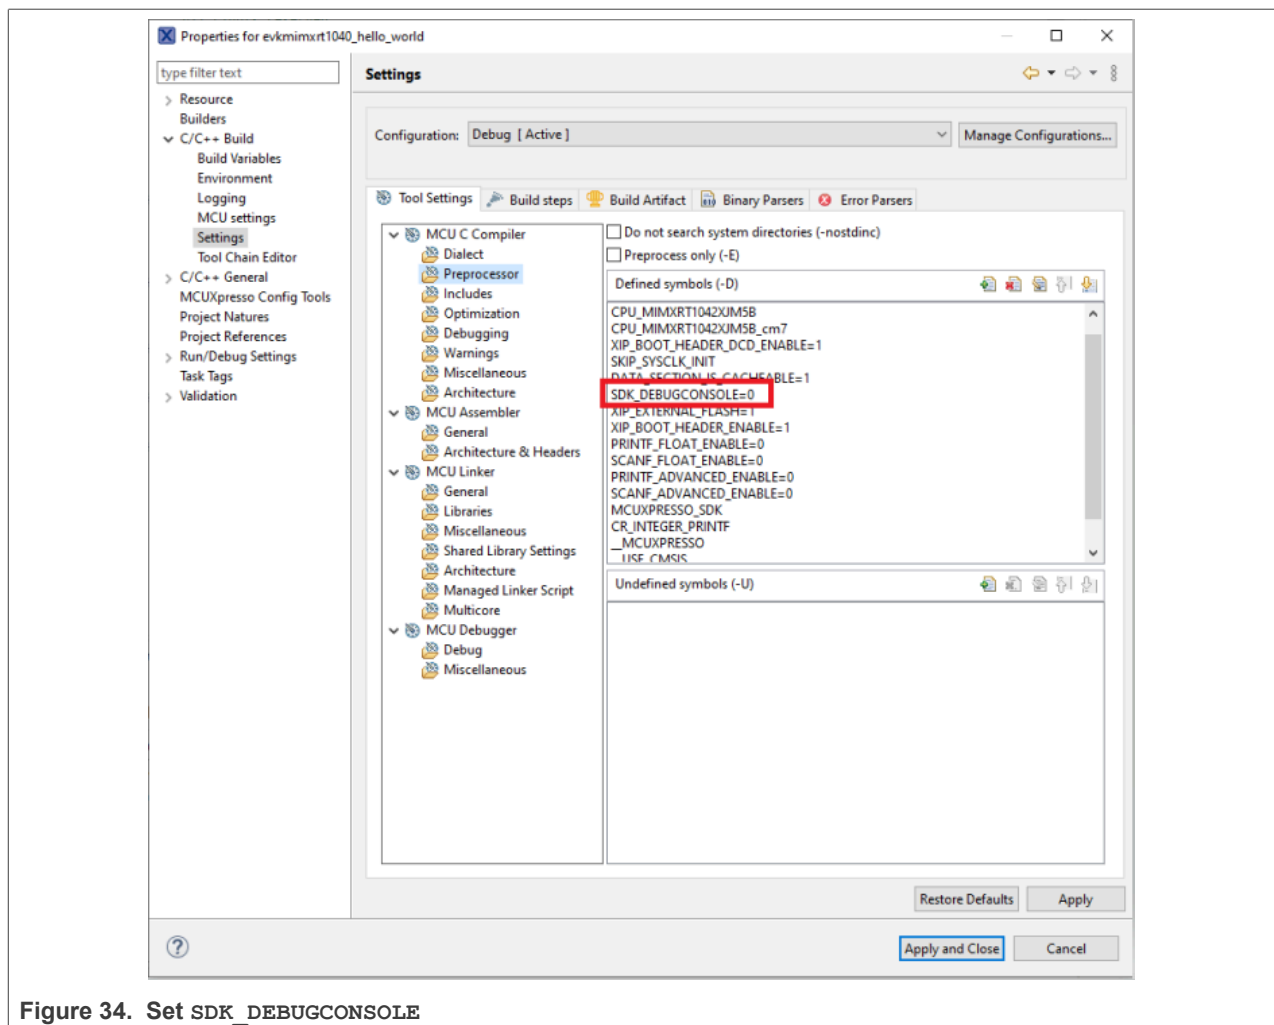 Properties for evkmimxrt1040_hello_world
type filter text
Settings
Resource
Builders
C/C++ Build
Build Variables
Environment
Logging
MCU settings
Settings
Tool Chain Editor
C/C++ General
MCUXpresso Config Tools
Project Natures
Project References
Run/Debug Settings
Task Tags
Validation
Configuration: Debug [ Active ]
Manage Configurations...
Tool Settings Build steps Build Artifact Binary Parsers Error Parsers
MCU C Compiler
Dialect
Preprocessor
Includes
Optimization
Debugging
Warnings
Miscellaneous
Architecture
MCU Assembler
General
Architecture & Headers
MCU Linker
General
Libraries
Miscellaneous
Shared Library Settings
Architecture
Managed Linker Script
Multicore
MCU Debugger
Debug
Miscellaneous
Do not search system directories (-nostdinc)
Preprocess only (-E)
Defined symbols (-D)
CPU_MIMXRT1042XJM5B
CPU_MIMXRT1042XJM5B_cm7
XIP_BOOT_HEADER_DCD_ENABLE=1
SKIP_SYSCLK_INIT
DATA_SECTION_IS_CACHEABLE=1
SDK_DEBUGCONSOLE=0
XIP_EXTERNAL_FLASH=1
XIP_BOOT_HEADER_ENABLE=1
PRINTF_FLOAT_ENABLE=0
SCANF_FLOAT_ENABLE=0
PRINTF_ADVANCED_ENABLE=0
SCANF_ADVANCED_ENABLE=0
MCUXPRESSO_SDK
CR_INTEGER_PRINTF
__MCUXPRESSO
__USE_CMSIS
Undefined symbols (-U)
Restore Defaults
Apply
Apply and Close
Cancel
Figure 34. Set SDK_DEBUGCONSOLE